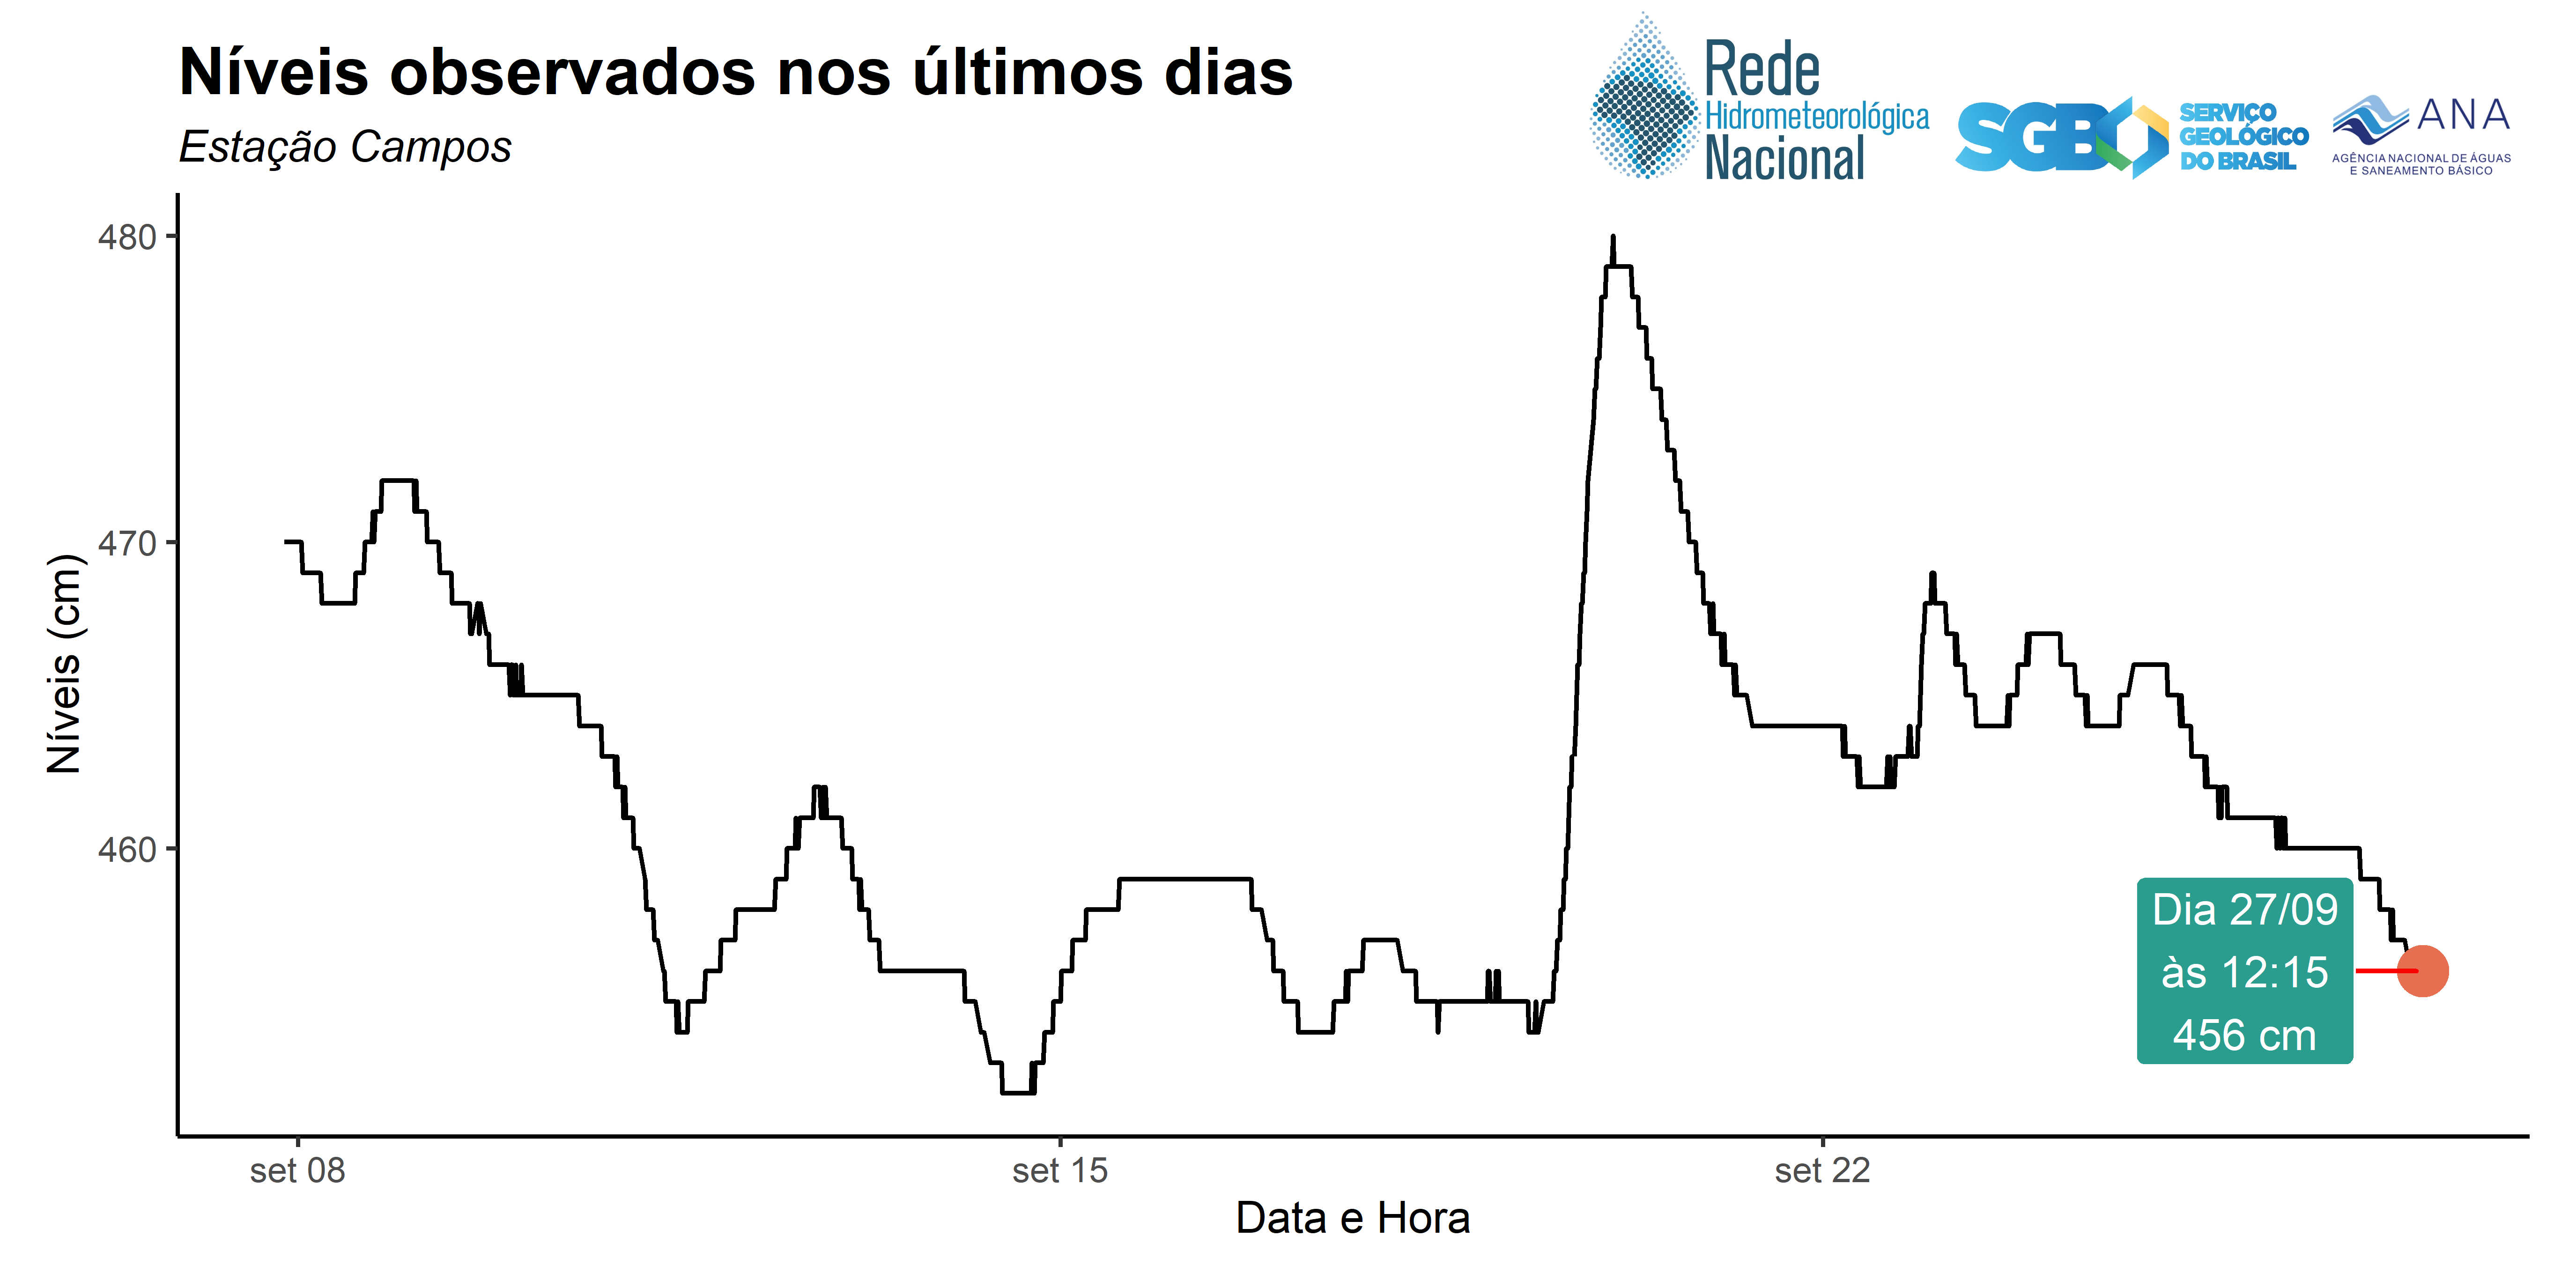 Níveis observados nos últimos dias
Estação Campos
Rede
Hidrometeorológica
Nacional
SGB
SERVIÇO
GEOLÓGICO
DO BRASIL
ANA
AGÊNCIA NACIONAL DE ÁGUAS
E SANEAMENTO BÁSICO
Níveis (cm)
480
470
460
Dia 27/09
às 12:15
456 cm
set 08
set 15
set 22
Data e Hora